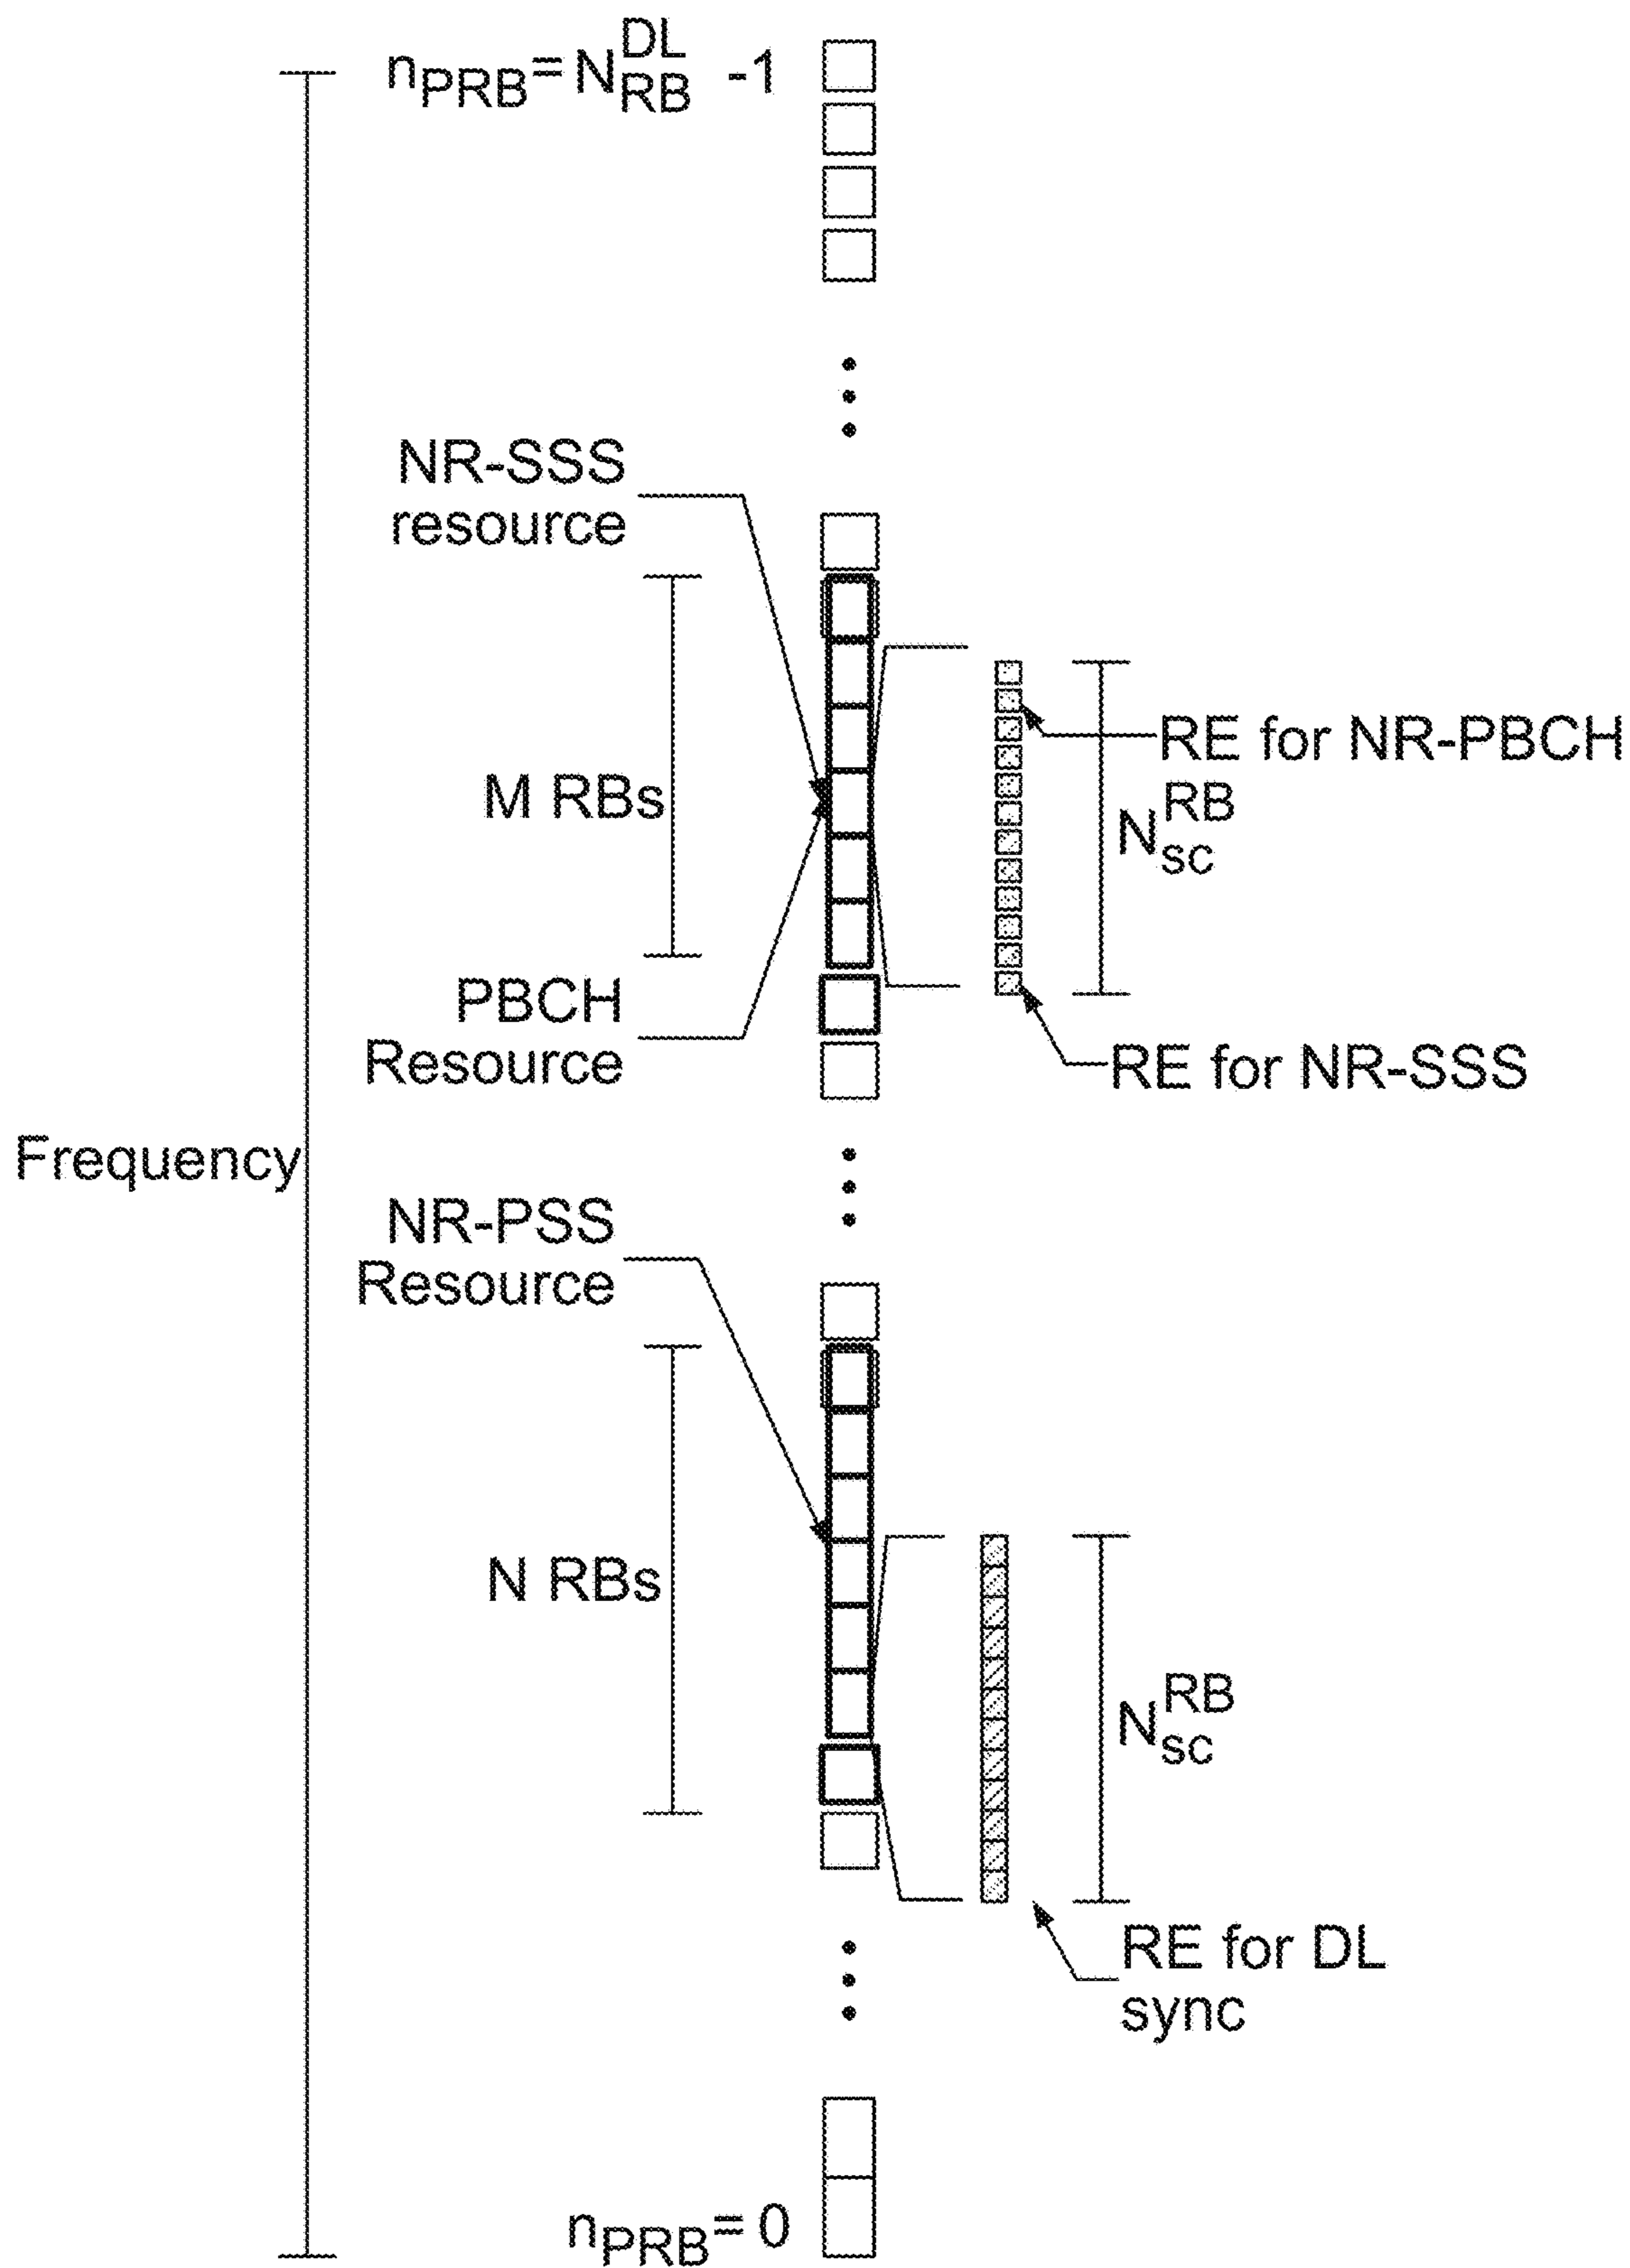 n_PRB = N_RB^DL -1
NR-SSS
resource
M RBs
RE for NR-PBCH
N_sc^RB
PBCH
Resource
RE for NR-SSS
Frequency
NR-PSS
Resource
N RBs
N_sc^RB
RE for DL
sync
n_PRB = 0